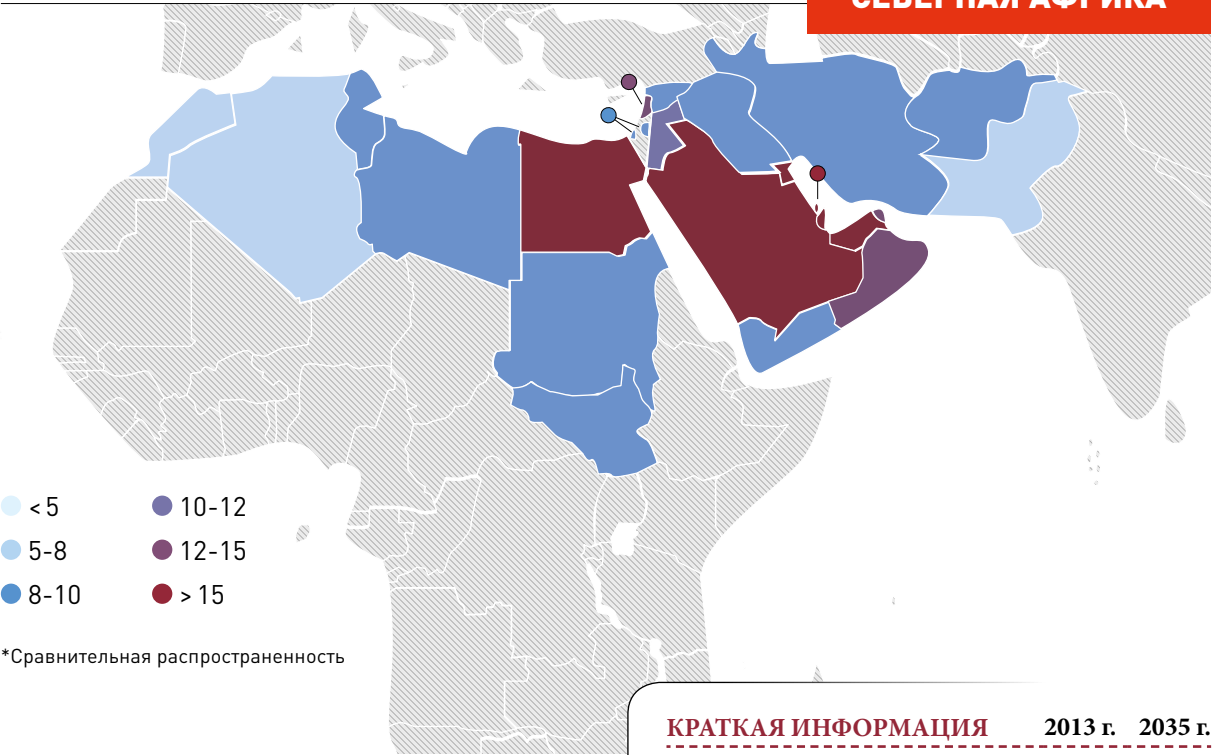 СЕВЕРНАЯ АФРИКА
< 5
5-8
8-10
10-12
12-15
> 15
*Сравнительная распространенность
КРАТКАЯ ИНФОРМАЦИЯ 2013 г. 2035 г.